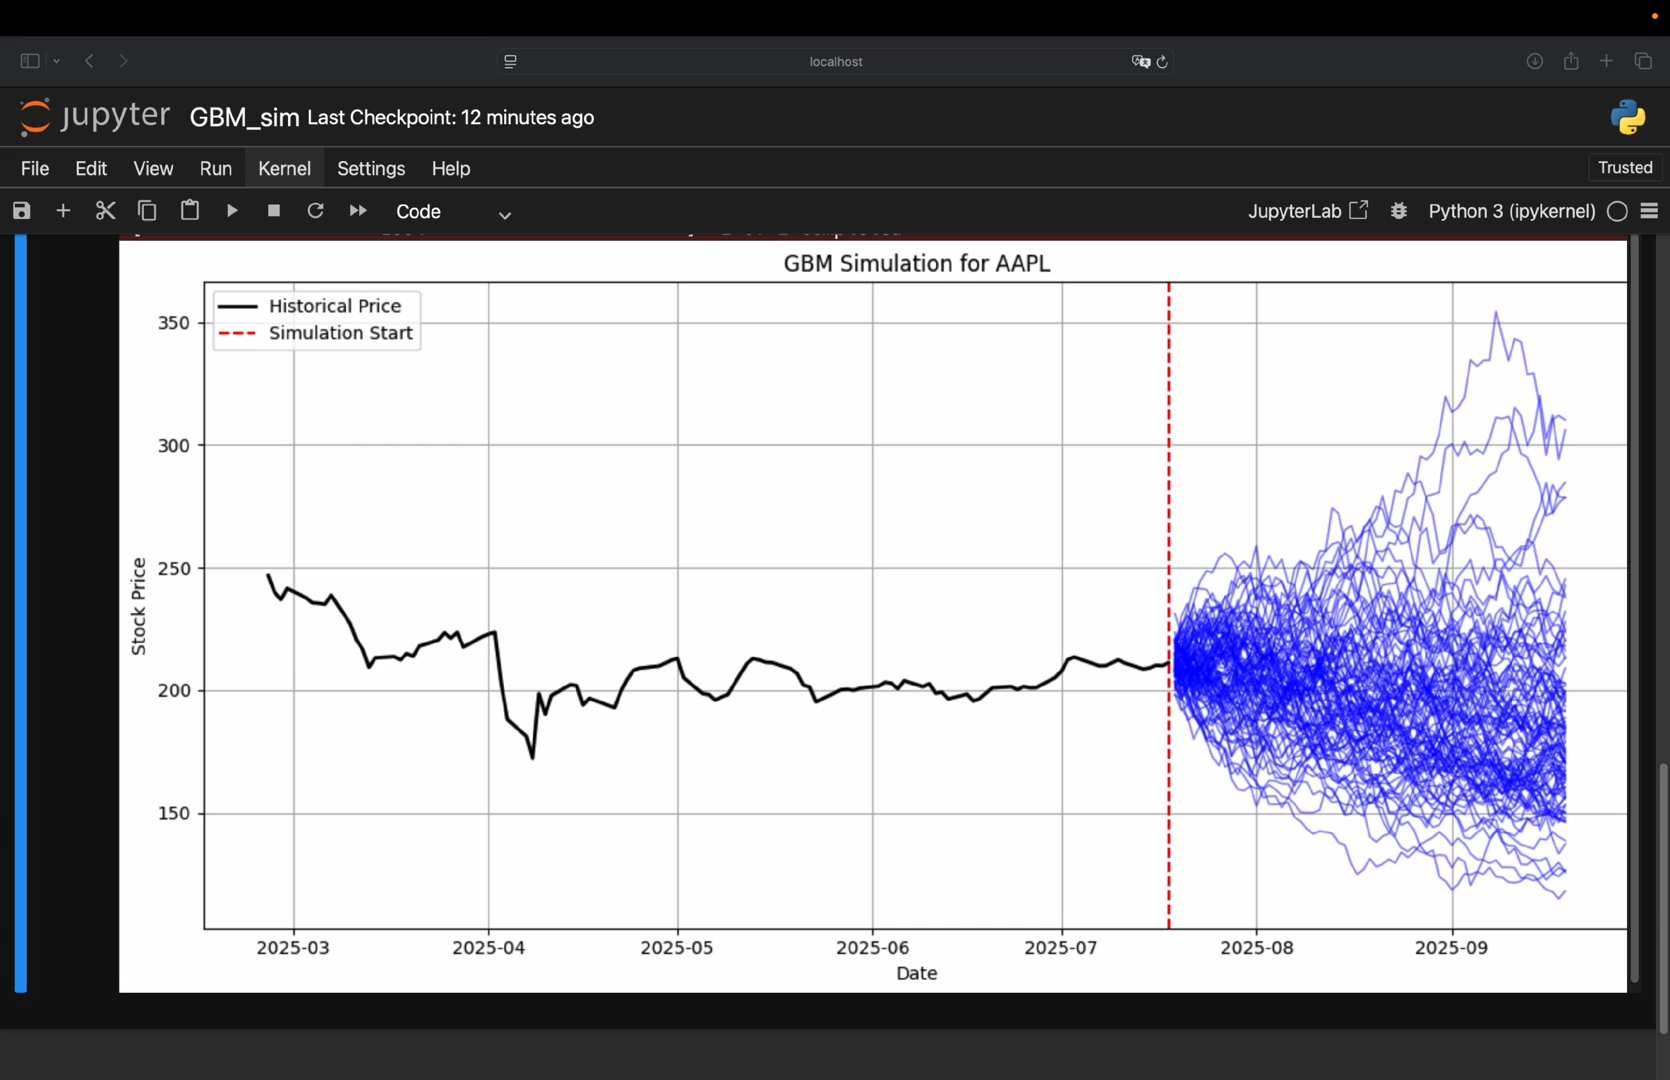 localhost
jupyter GBM_sim Last Checkpoint: 12 minutes ago
File Edit View Run Kernel Settings Help Trusted
Code JupyterLab Python 3 (ipykernel)
GBM Simulation for AAPL
Historical Price
Simulation Start
350
300
250
200
150
Stock Price
2025-03 2025-04 2025-05 2025-06 2025-07 2025-08 2025-09
Date